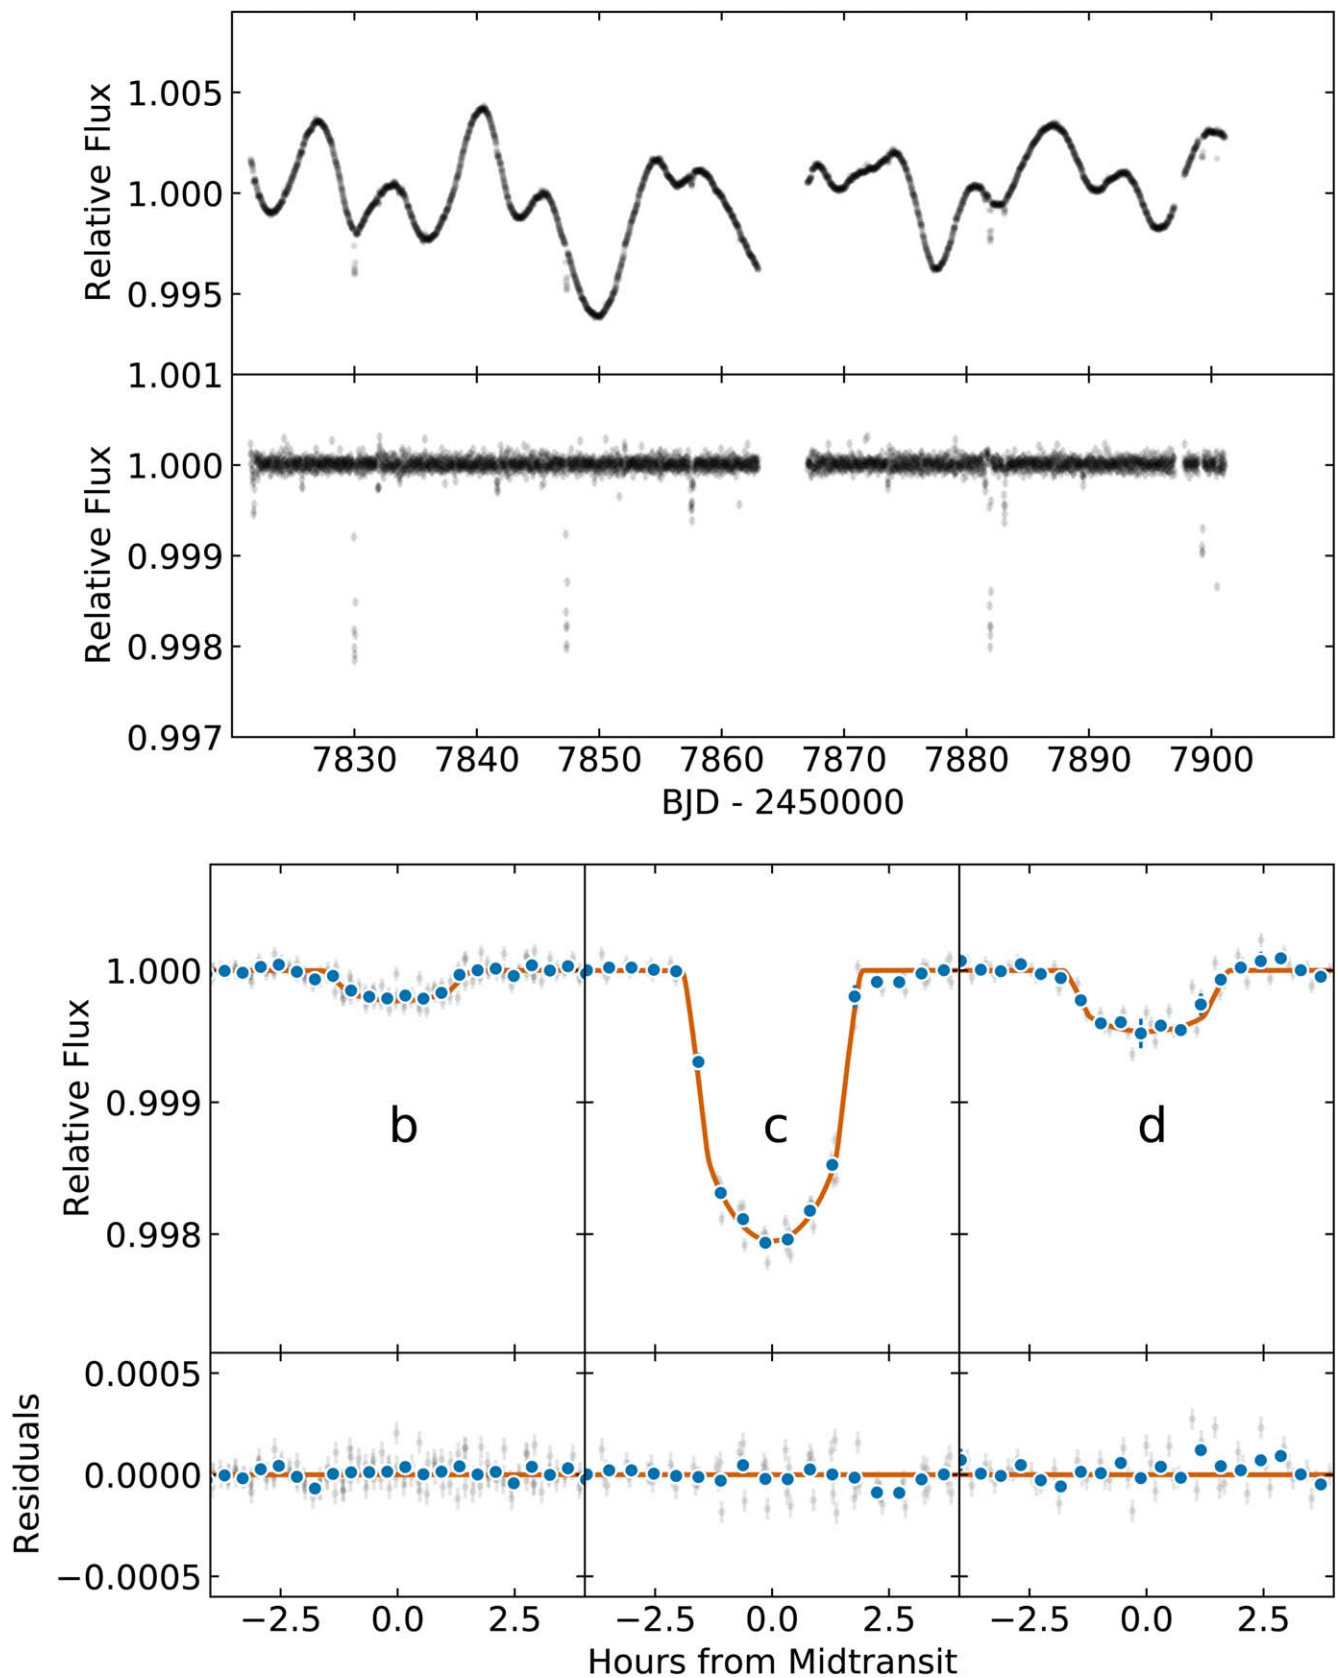 Relative Flux
1.005
1.000
0.995
Relative Flux
1.001
1.000
0.999
0.998
0.997
7830 7840 7850 7860 7870 7880 7890 7900
BJD - 2450000
Relative Flux
1.000
0.999
0.998
b c d
Residuals
0.0005
0.0000
−0.0005
−2.5 0.0 2.5 −2.5 0.0 2.5 −2.5 0.0 2.5
Hours from Midtransit